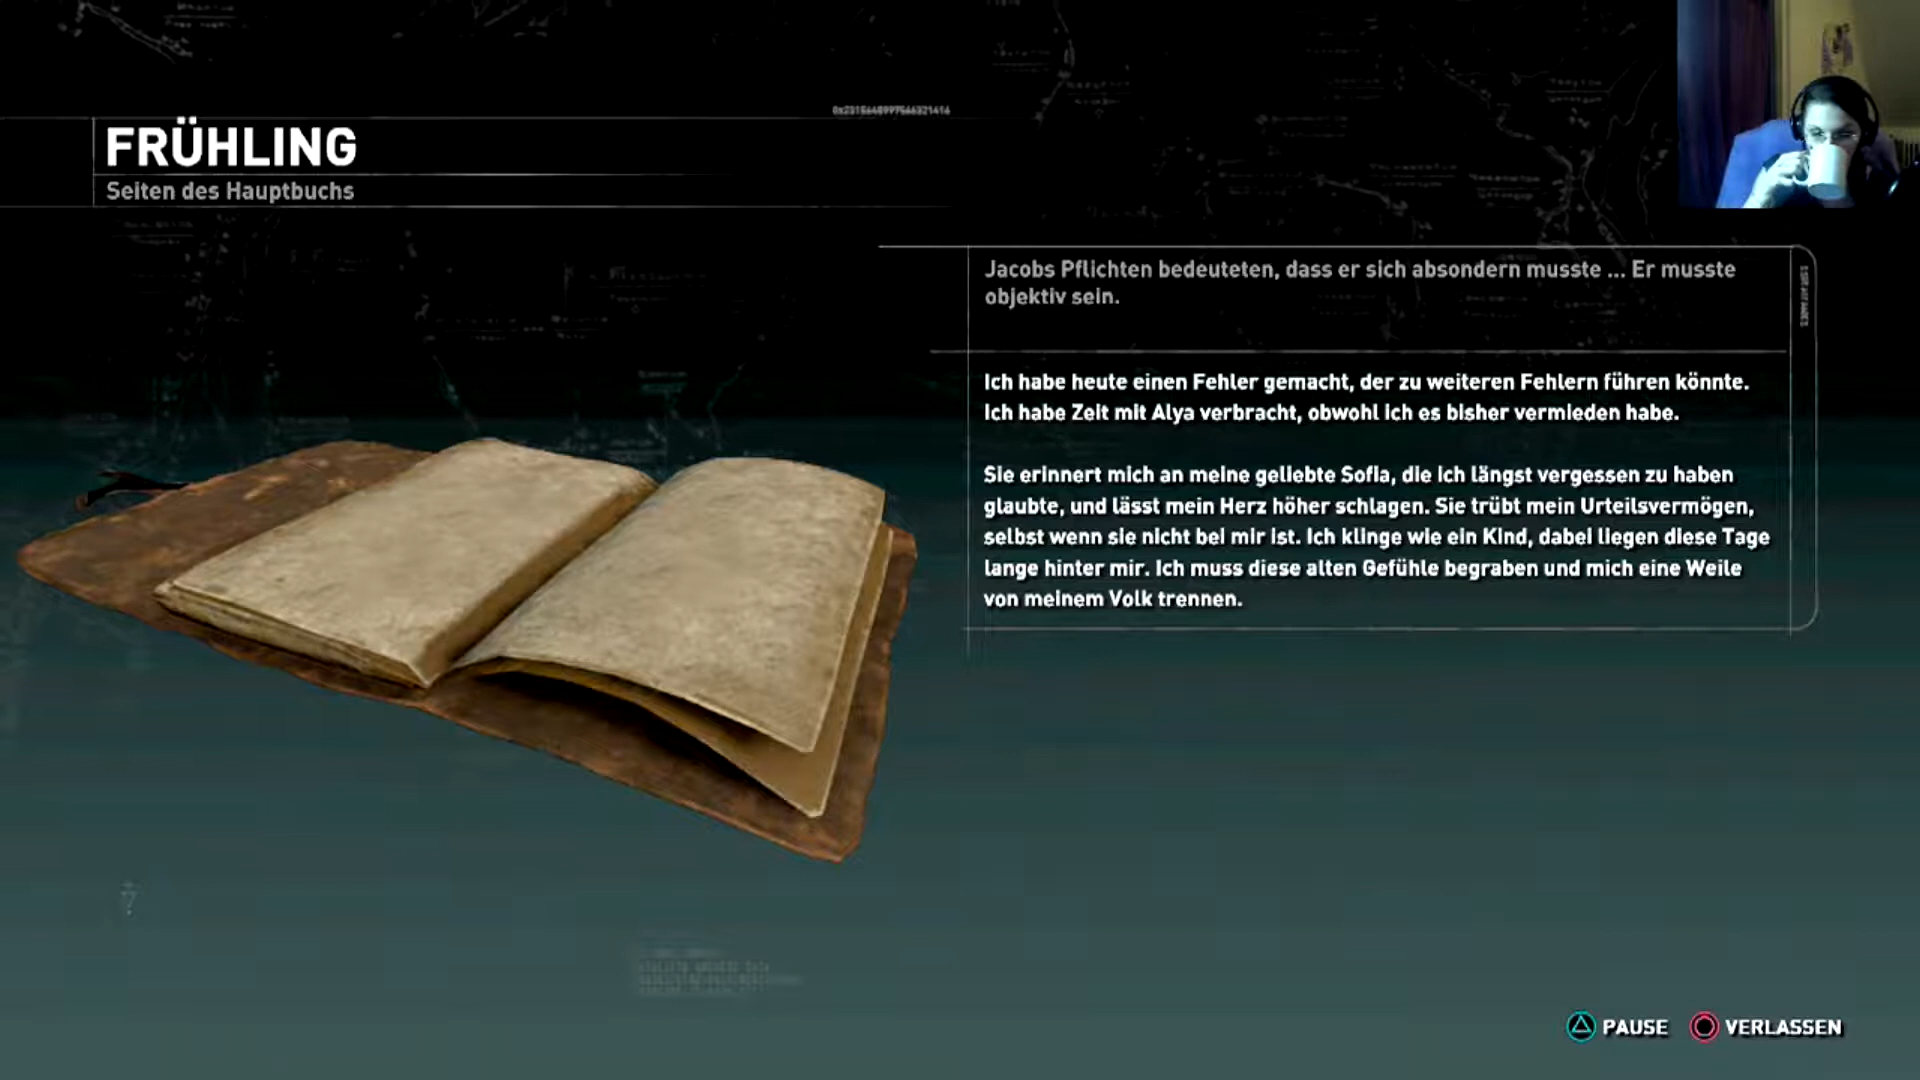 FRÜHLING
Seiten des Hauptbuchs
Jacobs Pflichten bedeuteten, dass er sich absondern musste ... Er musste
objektiv sein.
Ich habe heute einen Fehler gemacht, der zu weiteren Fehlern führen könnte.
Ich habe Zeit mit Alya verbracht, obwohl ich es bisher vermieden habe.
Sie erinnert mich an meine geliebte Sofia, die ich längst vergessen zu haben
glaubte, und lässt mein Herz höher schlagen. Sie trübt mein Urteilsvermögen,
selbst wenn sie nicht bei mir ist. Ich klinge wie ein Kind, dabei liegen diese Tage
lange hinter mir. Ich muss diese alten Gefühle begraben und mich eine Weile
von meinem Volk trennen.
PAUSE VERLASSEN